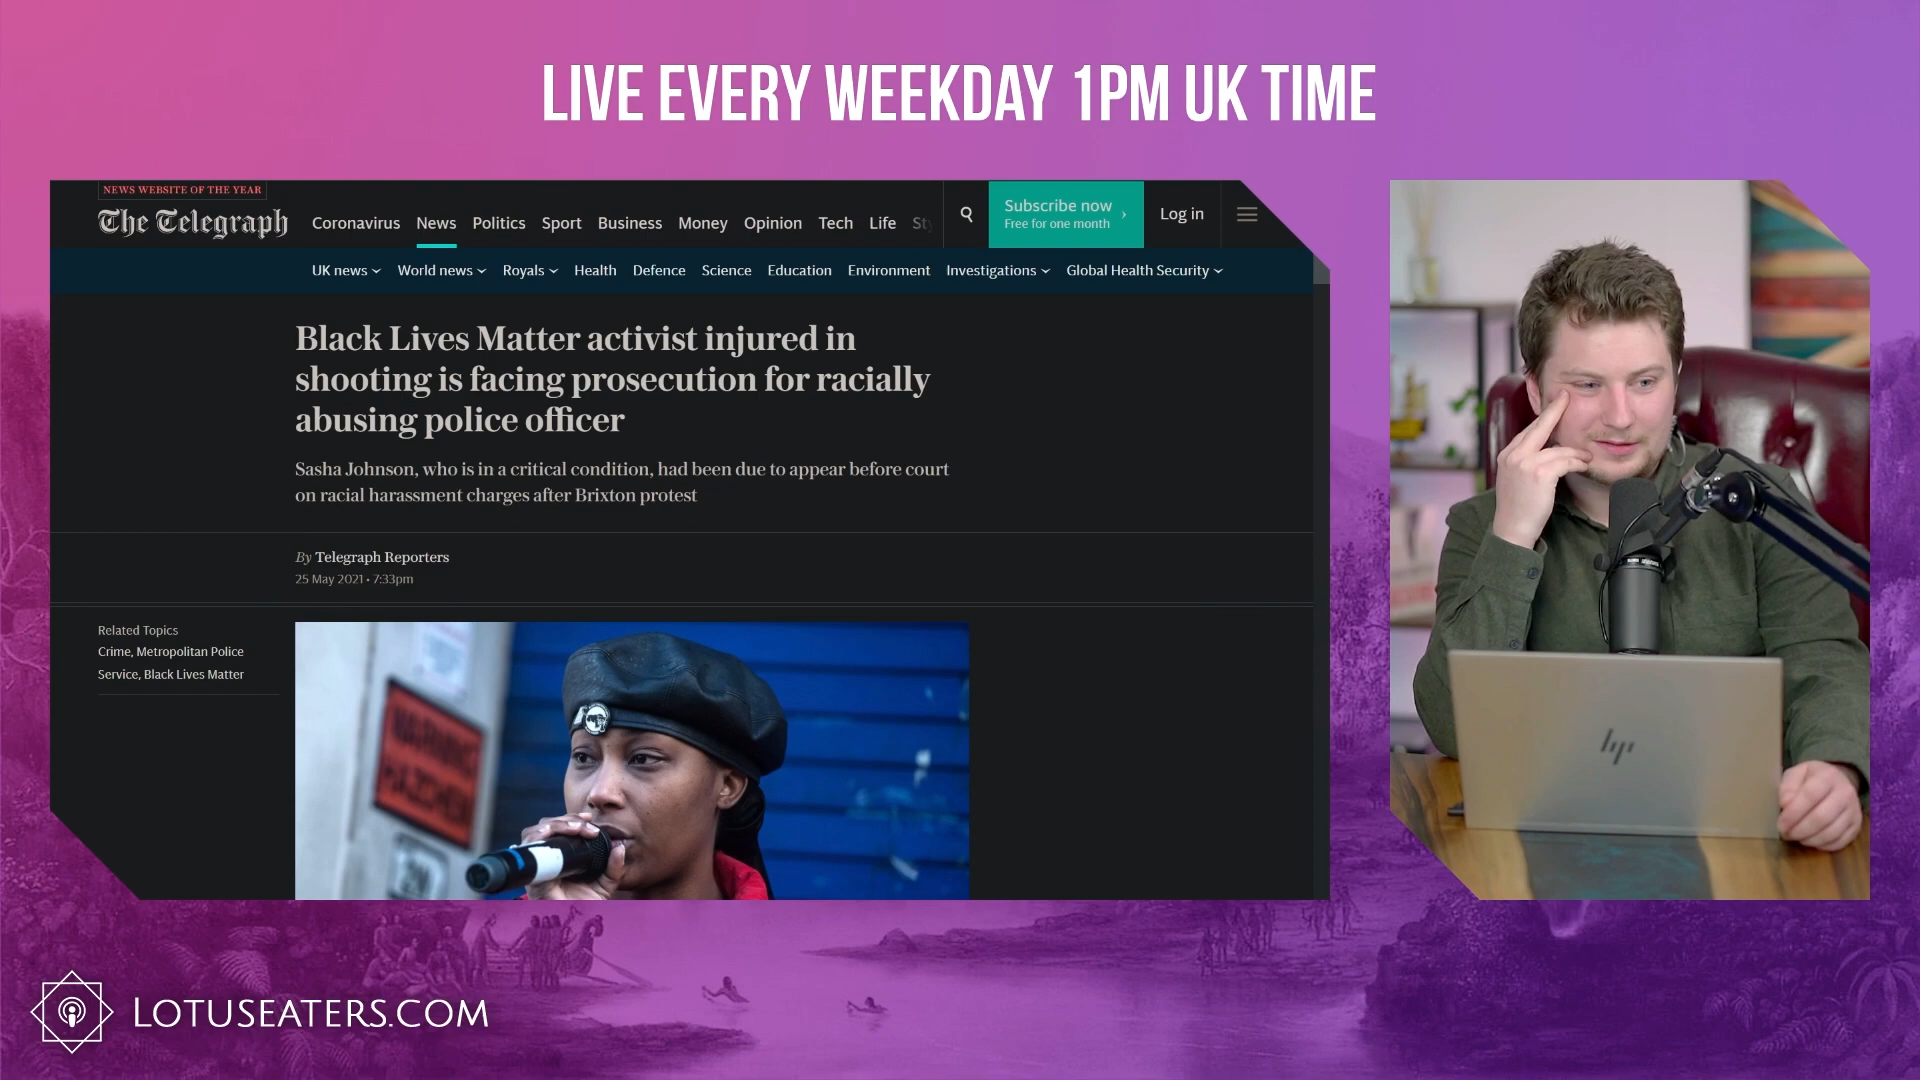 LIVE EVERY WEEKDAY 1PM UK TIME
NEWS WEBSITE OF THE YEAR
The Telegraph
Coronavirus News Politics Sport Business Money Opinion Tech Life
Subscribe now
Free for one month
Log in
UK news World news Royals Health Defence Science Education Environment Investigations Global Health Security
Black Lives Matter activist injured in
shooting is facing prosecution for racially
abusing police officer
Sasha Johnson, who is in a critical condition, had been due to appear before court
on racial harassment charges after Brixton protest
By Telegraph Reporters
25 May 2021 • 7:33pm
Related Topics
Crime, Metropolitan Police
Service, Black Lives Matter
WARNING
hp
LOTUSEATERS.COM